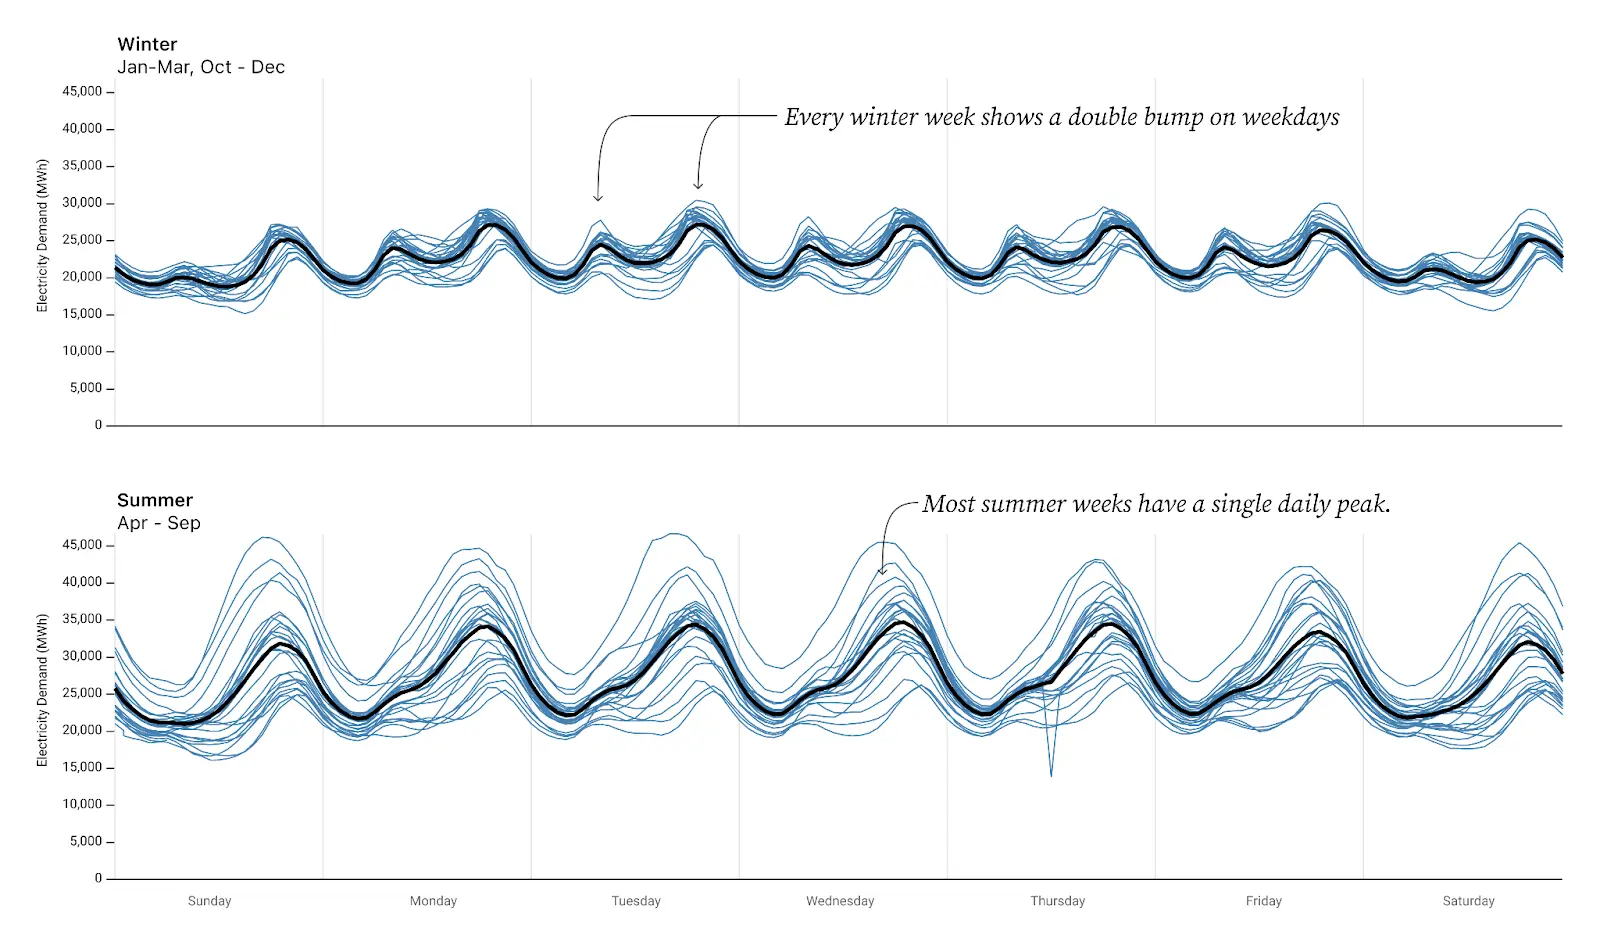 Winter
Jan-Mar, Oct - Dec
45,000
40,000
35,000
30,000
25,000
20,000
15,000
10,000
5,000
0
Electricity Demand (MWh)
Every winter week shows a double bump on weekdays
Summer
Apr - Sep
45,000
40,000
35,000
30,000
25,000
20,000
15,000
10,000
5,000
0
Electricity Demand (MWh)
Most summer weeks have a single daily peak.
Sunday
Monday
Tuesday
Wednesday
Thursday
Friday
Saturday